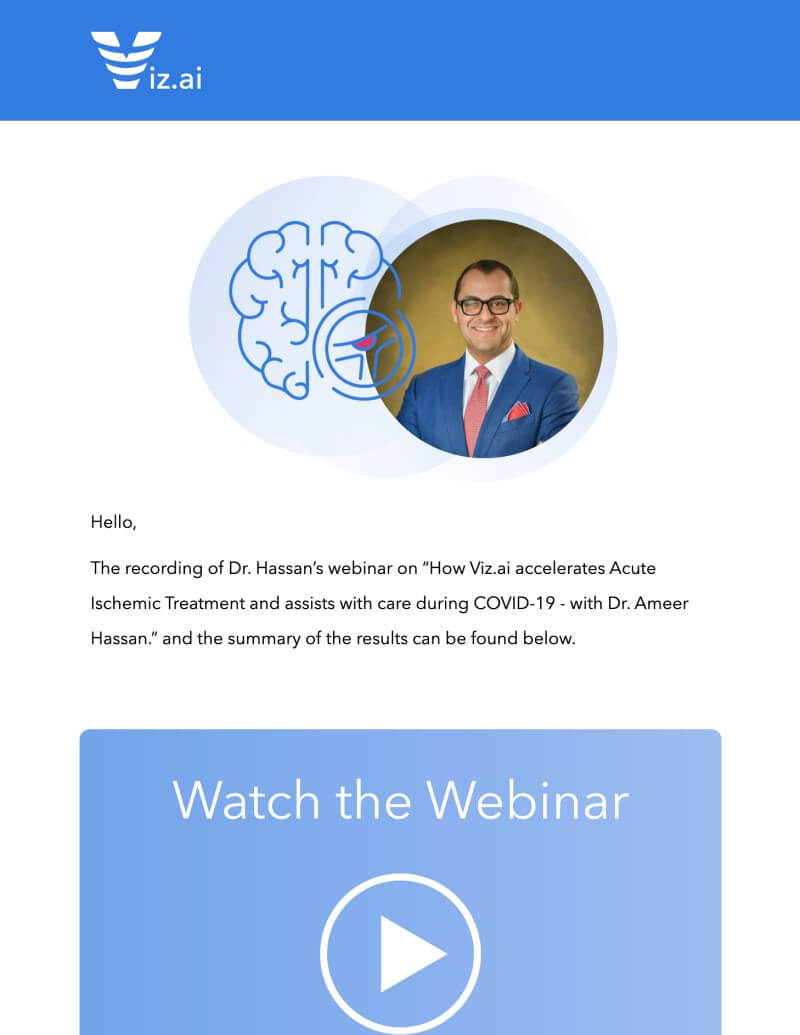 Viz.ai
Hello,
The recording of Dr. Hassan’s webinar on “How Viz.ai accelerates Acute
Ischemic Treatment and assists with care during COVID-19 - with Dr. Ameer
Hassan.” and the summary of the results can be found below.
Watch the Webinar